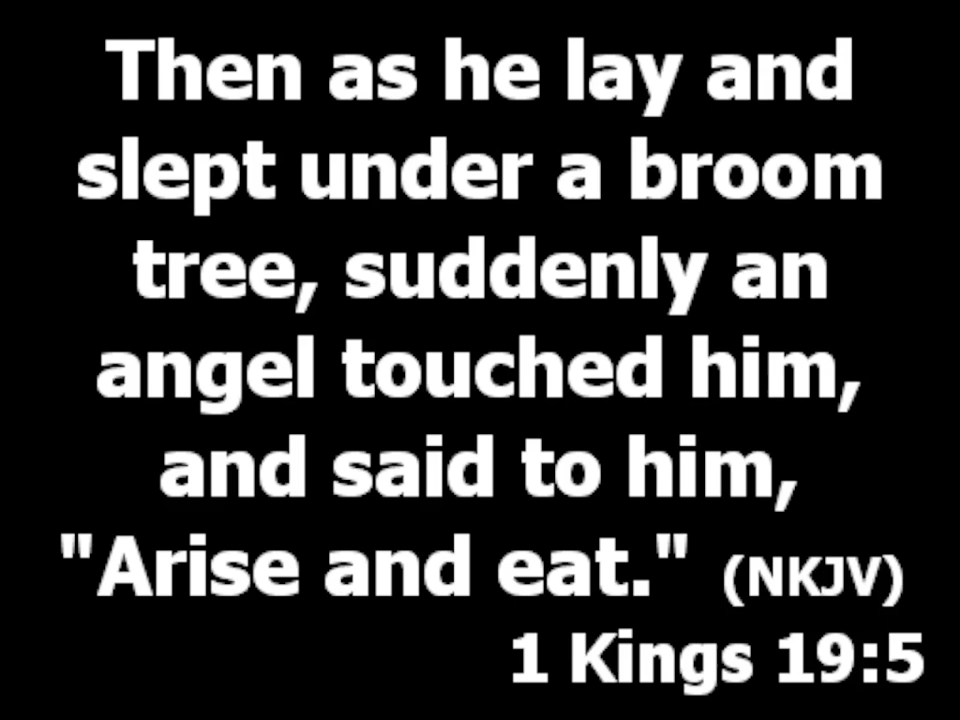 Then as he lay and
slept under a broom
tree, suddenly an
angel touched him,
and said to him,
"Arise and eat." (NKJV)
1 Kings 19:5